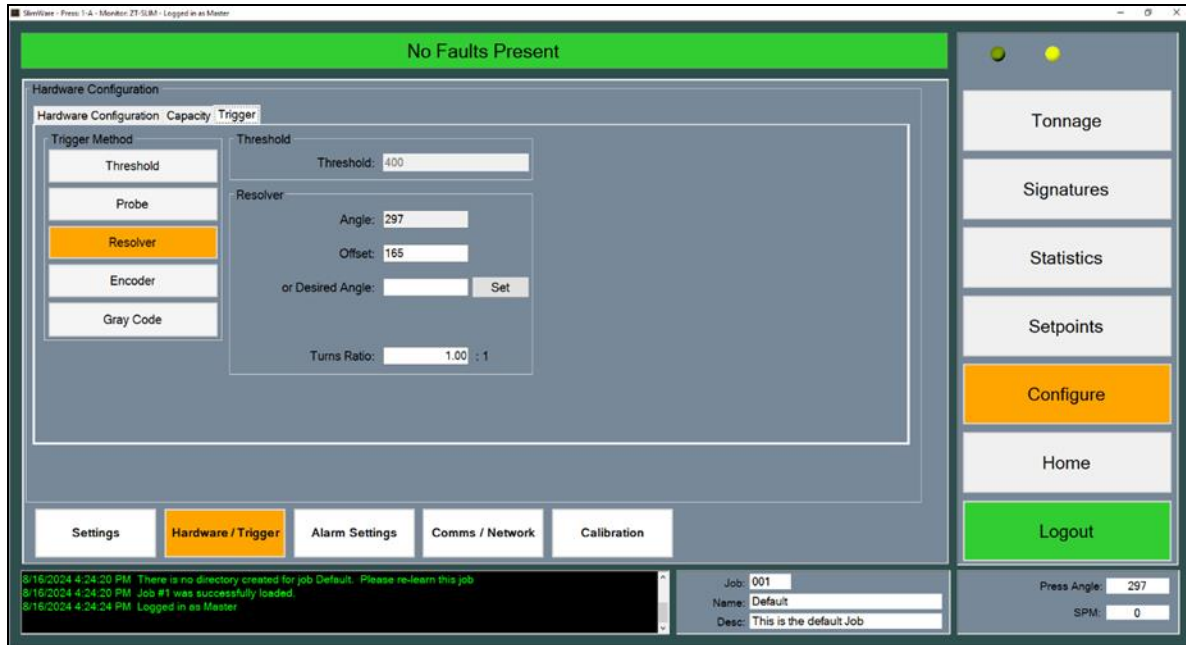 SlimWare - Press: 1-A - Monitor: ZT-SLIM - Logged in as Master
No Faults Present
Hardware Configuration
Hardware Configuration Capacity Trigger
Trigger Method
Threshold
Probe
Resolver
Encoder
Gray Code
Threshold
Threshold: 400
Resolver
Angle: 297
Offset: 165
or Desired Angle: Set
Turns Ratio: 1.00 : 1
Settings Hardware / Trigger Alarm Settings Comms / Network Calibration
Tonnage
Signatures
Statistics
Setpoints
Configure
Home
Logout
8/16/2024 4:24:20 PM There is no directory created for job Default. Please re-learn this job
8/16/2024 4:24:20 PM Job #1 was successfully loaded.
8/16/2024 4:24:24 PM Logged in as Master
Job: 001
Name: Default
Desc: This is the default Job
Press Angle: 297
SPM: 0